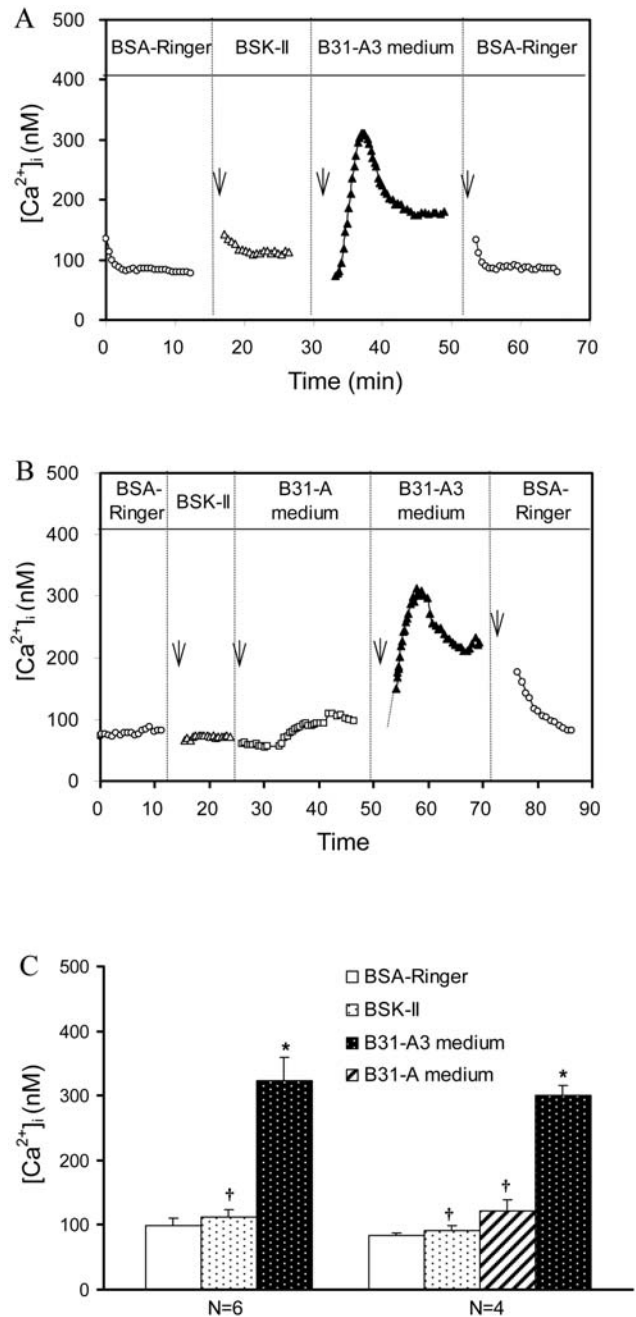 A
500
400
300
200
100
0
[Ca²⁺]ᵢ (nM)
BSA-Ringer BSK-II B31-A3 medium BSA-Ringer
0 10 20 30 40 50 60 70
Time (min)
B
500
400
300
200
100
0
[Ca²⁺]ᵢ (nM)
BSA-
Ringer
BSK-II
B31-A
medium
B31-A3
medium
BSA-
Ringer
0 10 20 30 40 50 60 70 80 90
Time
C
500
400
300
200
100
0
[Ca²⁺]ᵢ (nM)
BSA-Ringer
BSK-II
B31-A3 medium
B31-A medium
† * † † *
N=6 N=4